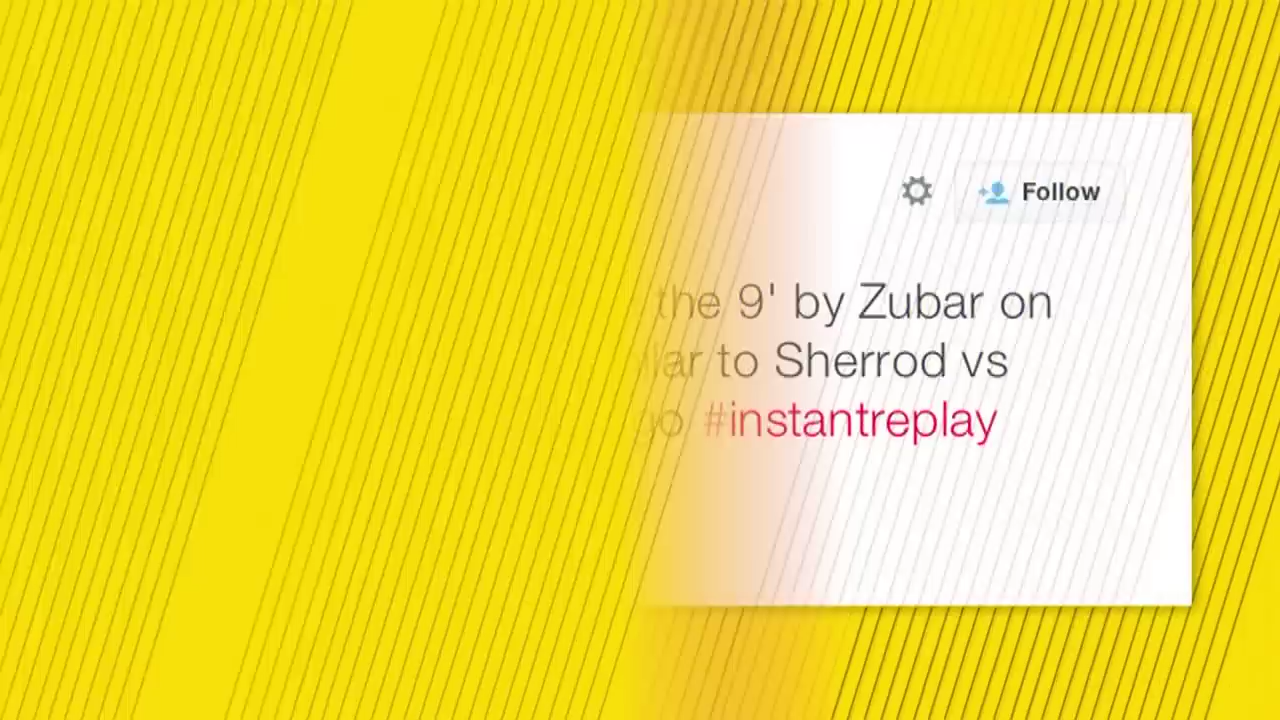 Follow
the 9' by Zubar on
to Sherrod vs
#instantreplay